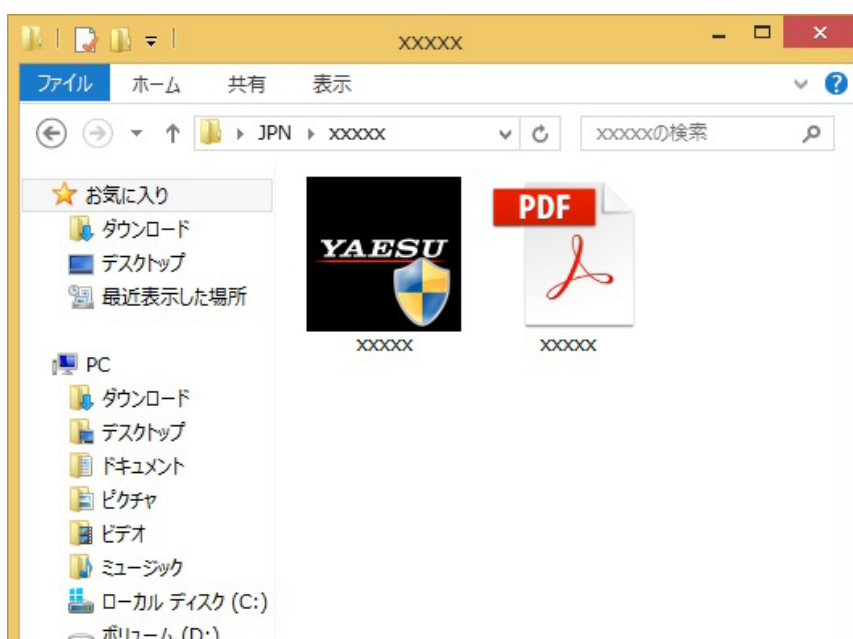 xxxxx
ファイル ホーム 共有 表示
JPN xxxxx xxxxxの検索
お気に入り
ダウンロード
デスクトップ
最近表示した場所
YAESU
PDF
xxxxx xxxxx
PC
ダウンロード
デスクトップ
ドキュメント
ピクチャ
ビデオ
ミュージック
ローカル ディスク (C:)
ボリューム (D:)